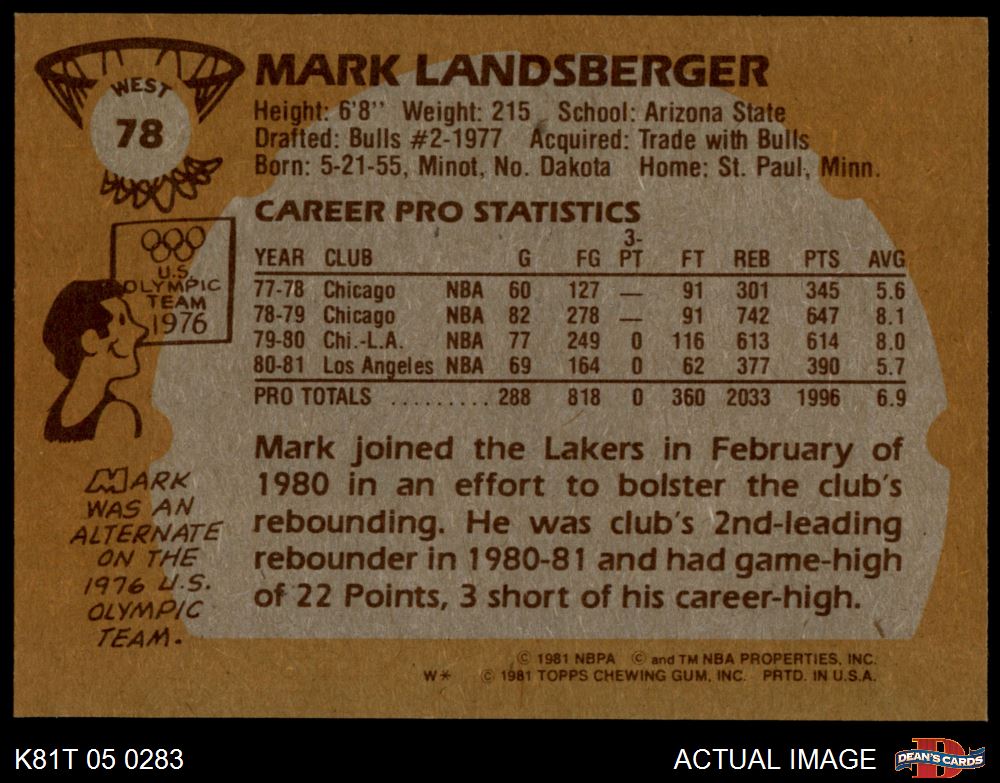 WEST
78
MARK LANDSBERGER
Height: 6'8" Weight: 215 School: Arizona State
Drafted: Bulls #2-1977 Acquired: Trade with Bulls
Born: 5-21-55, Minot, No. Dakota Home: St. Paul, Minn.
CAREER PRO STATISTICS
YEAR CLUB G FG 3-PT FT REB PTS AVG
77-78 Chicago NBA 60 127 — 91 301 345 5.6
78-79 Chicago NBA 82 278 — 91 742 647 8.1
79-80 Chi.-L.A. NBA 77 249 0 116 613 614 8.0
80-81 Los Angeles NBA 69 164 0 62 377 390 5.7
PRO TOTALS .......... 288 818 0 360 2033 1996 6.9
U.S.
OLYMPIC
TEAM
1976
MARK
WAS AN
ALTERNATE
ON THE
1976 U.S.
OLYMPIC
TEAM.
Mark joined the Lakers in February of
1980 in an effort to bolster the club's
rebounding. He was club's 2nd-leading
rebounder in 1980-81 and had game-high
of 22 Points, 3 short of his career-high.
© 1981 NBPA © and TM NBA PROPERTIES, INC.
W* © 1981 TOPPS CHEWING GUM, INC. PRTD. IN U.S.A.
K81T 05 0283
ACTUAL IMAGE
D
DEAN'S CARDS